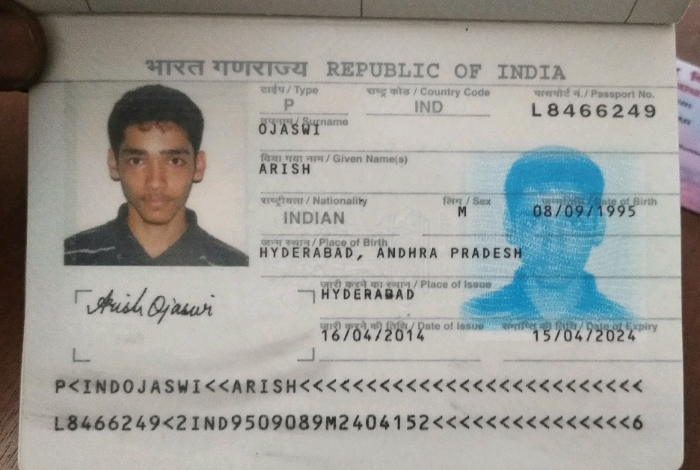 भारत गणराज्य REPUBLIC OF INDIA
टाईप / Type राष्ट्र कोड / Country Code पासपोर्ट नं. / Passport No.
P IND L8466249
उपनाम / Surname
OJASWI
दिया गया नाम / Given Name(s)
ARISH
राष्ट्रीयता / Nationality लिंग / Sex जन्मतिथि / Date of Birth
INDIAN M 08/09/1995
जन्म स्थान / Place of Birth
HYDERABAD, ANDHRA PRADESH
जारी करने का स्थान / Place of Issue
HYDERABAD
Arish Ojaswi
जारी करने की तिथि / Date of Issue समाप्ति की तिथि / Date of Expiry
16/04/2014 15/04/2024
P<INDOJASWI<<ARISH<<<<<<<<<<<<<<<<<<<<<<<<<<
L8466249<2IND9509089M2404152<<<<<<<<<<<<<<<6